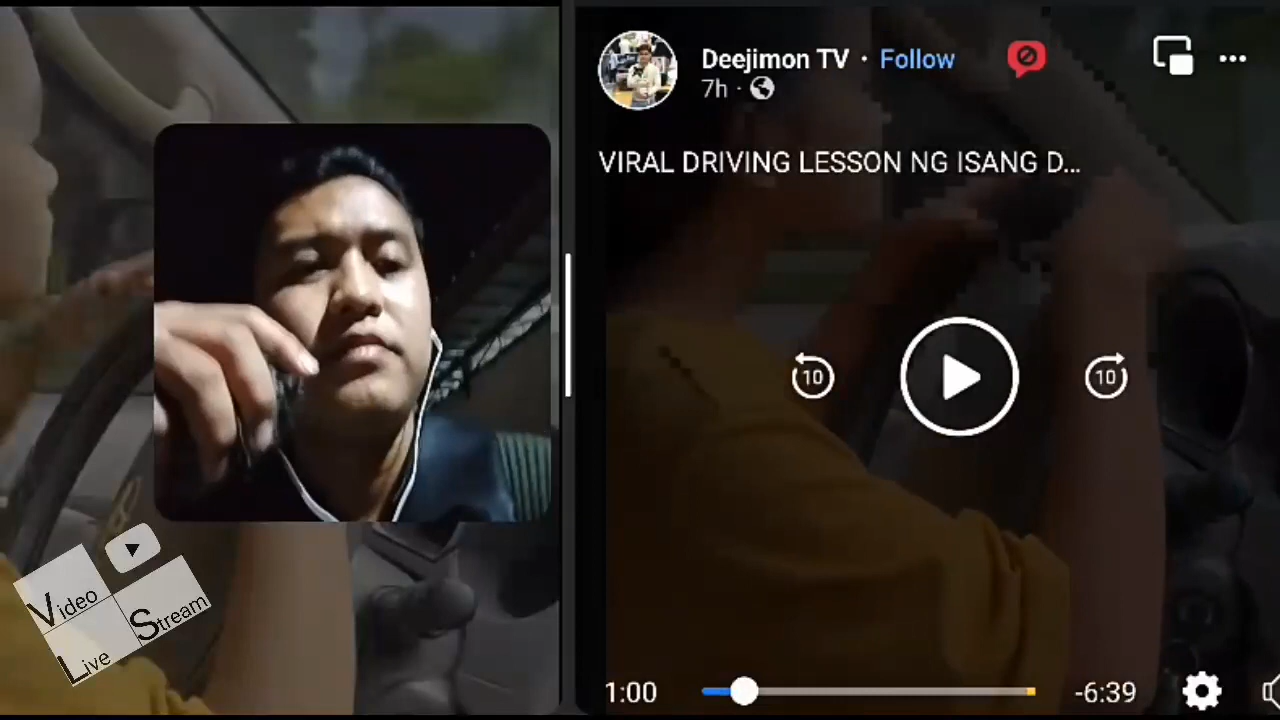 Deejimon TV · Follow
7h ·
VIRAL DRIVING LESSON NG ISANG D...
10
10
Video
Stream
Live
1:00
-6:39